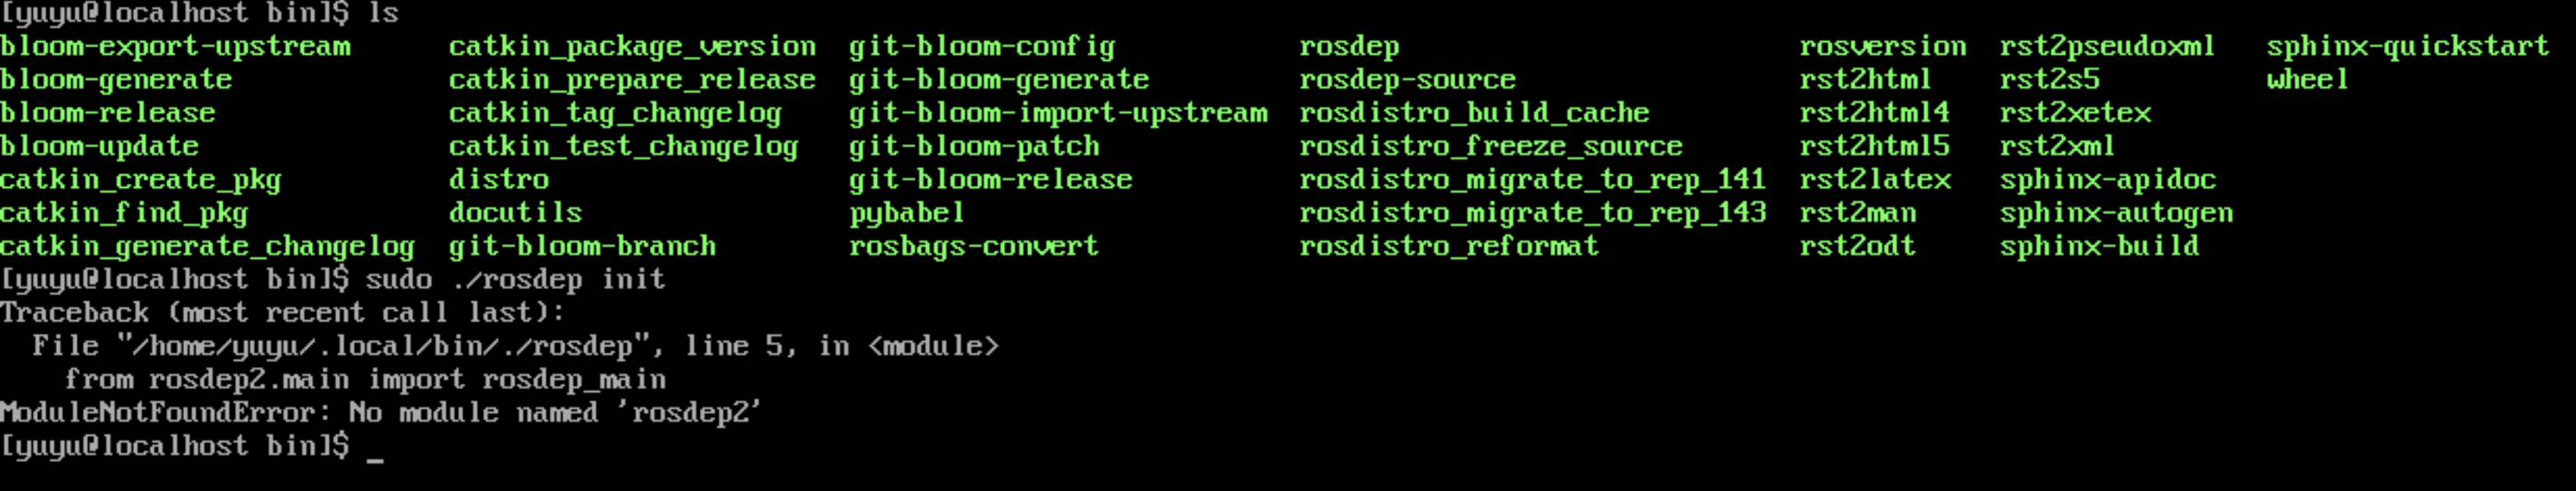 [yuyu@localhost bin]$ ls
bloom-export-upstream catkin_package_version git-bloom-config rosdep rosversion rst2pseudoxml sphinx-quickstart
bloom-generate catkin_prepare_release git-bloom-generate rosdep-source rst2html rst2s5 wheel
bloom-release catkin_tag_changelog git-bloom-import-upstream rosdistro_build_cache rst2html4 rst2xetex
bloom-update catkin_test_changelog git-bloom-patch rosdistro_freeze_source rst2html5 rst2xml
catkin_create_pkg distro git-bloom-release rosdistro_migrate_to_rep_141 rst2latex sphinx-apidoc
catkin_find_pkg docutils pybabel rosdistro_migrate_to_rep_143 rst2man sphinx-autogen
catkin_generate_changelog git-bloom-branch rosbags-convert rosdistro_reformat rst2odt sphinx-build
[yuyu@localhost bin]$ sudo ./rosdep init
Traceback (most recent call last):
  File "/home/yuyu/.local/bin/./rosdep", line 5, in <module>
    from rosdep2.main import rosdep_main
ModuleNotFoundError: No module named 'rosdep2'
[yuyu@localhost bin]$ _